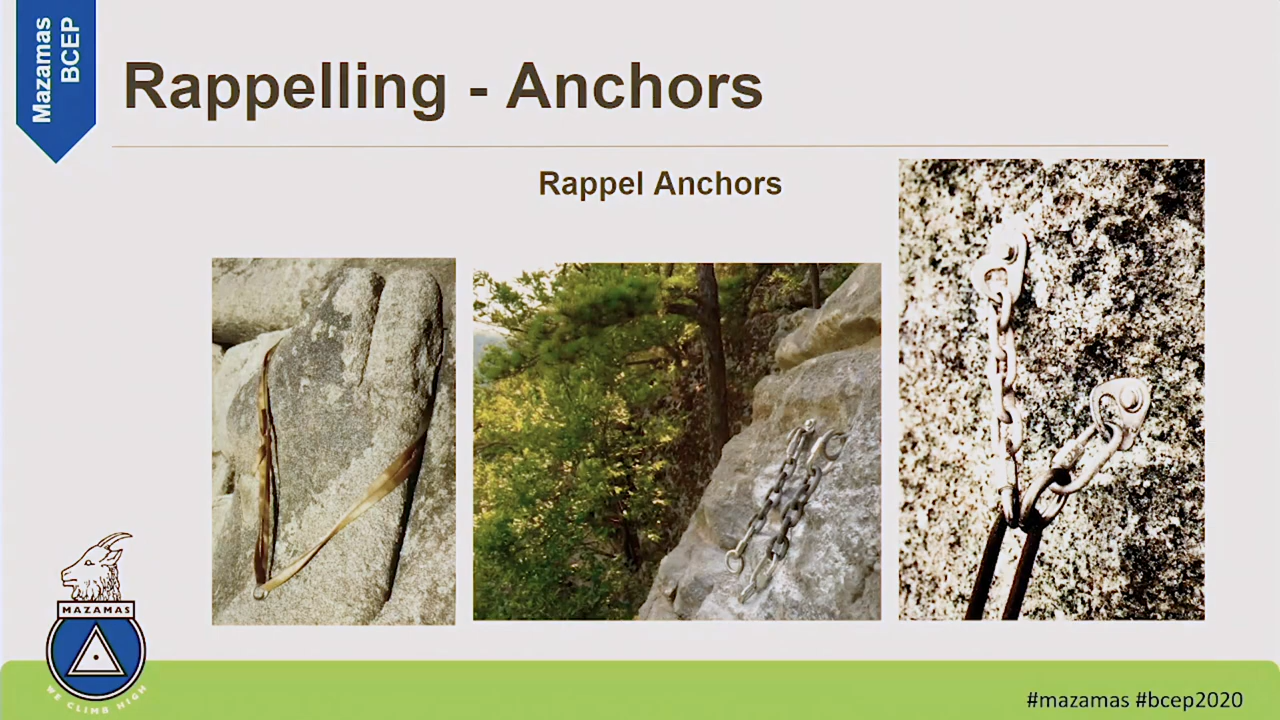 Mazamas
BCEP
Rappelling - Anchors
Rappel Anchors
MAZAMAS
WE CLIMB HIGH
#mazamas #bcep2020